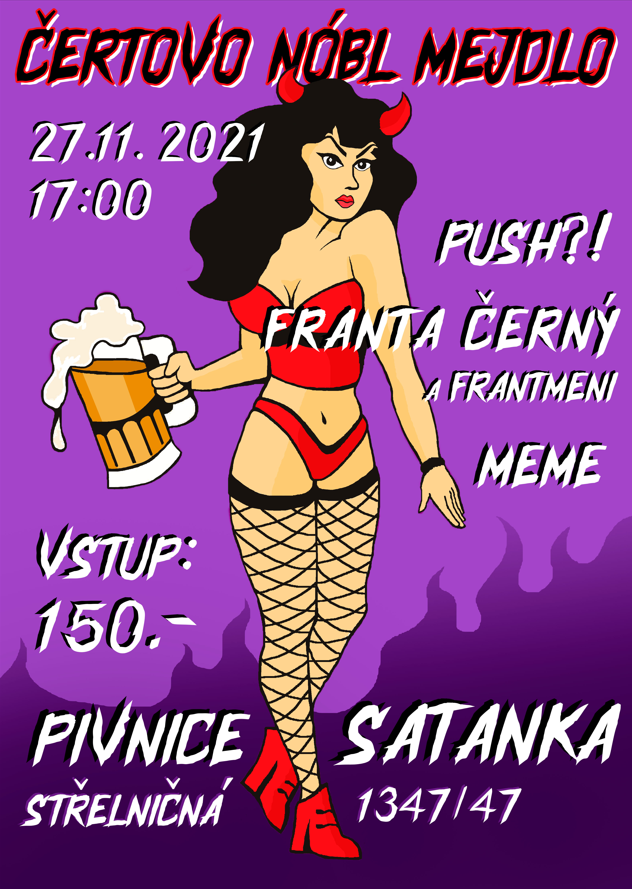 ČERTOVO NÓBL MEJDLO
27.11. 2021
17:00
PUSH?!
FRANTA ČERNÝ
A FRANTMENI
MEME
VSTUP:
150.-
PIVNICE SATANKA
STŘELNIČNÁ 1347/47